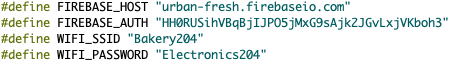 #define FIREBASE_HOST "urban-fresh.firebaseio.com"
#define FIREBASE_AUTH "HH0RUSihVBqBjIJPO5jMxG9sAjk2JGvLxjVKboh3"
#define WIFI_SSID "Bakery204"
#define WIFI_PASSWORD "Electronics204"